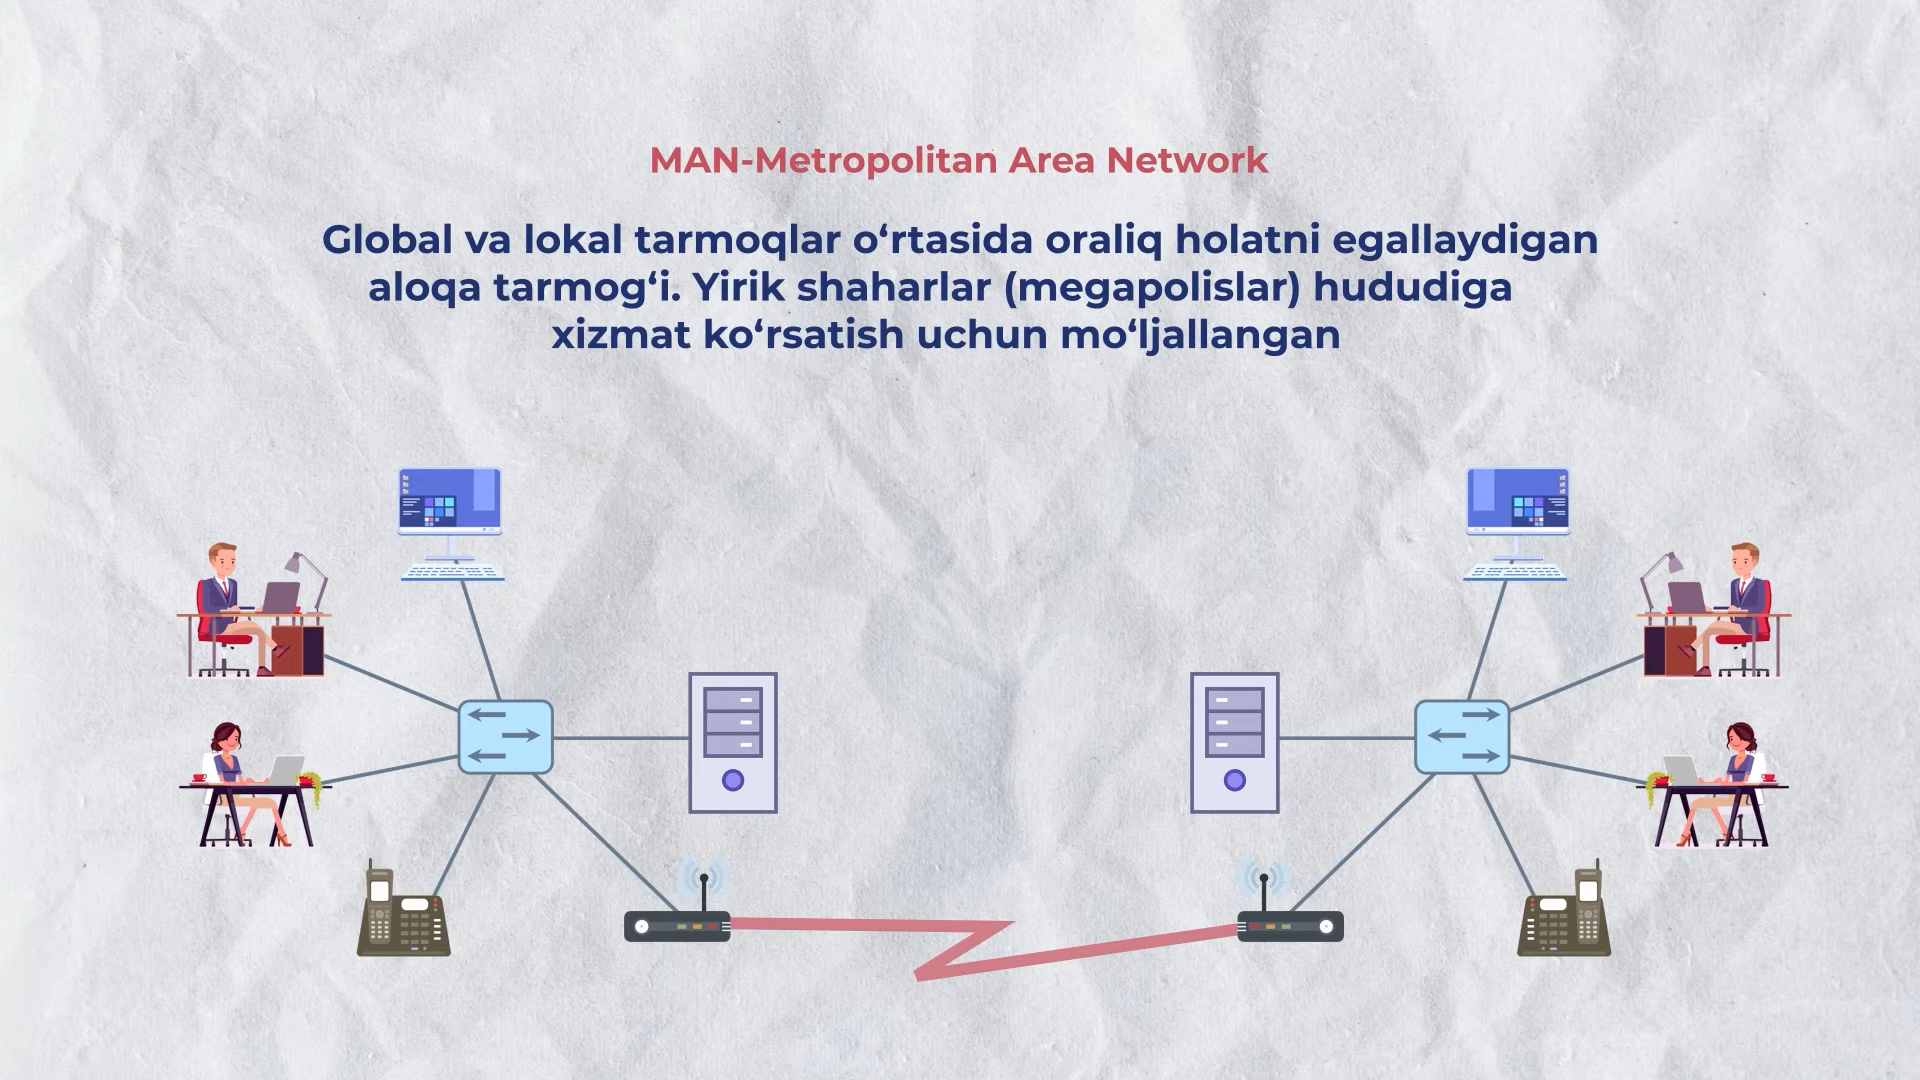 MAN-Metropolitan Area Network
Global va lokal tarmoqlar o‘rtasida oraliq holatni egallaydigan
aloqa tarmog‘i. Yirik shaharlar (megapolislar) hududiga
xizmat ko‘rsatish uchun mo‘ljallangan